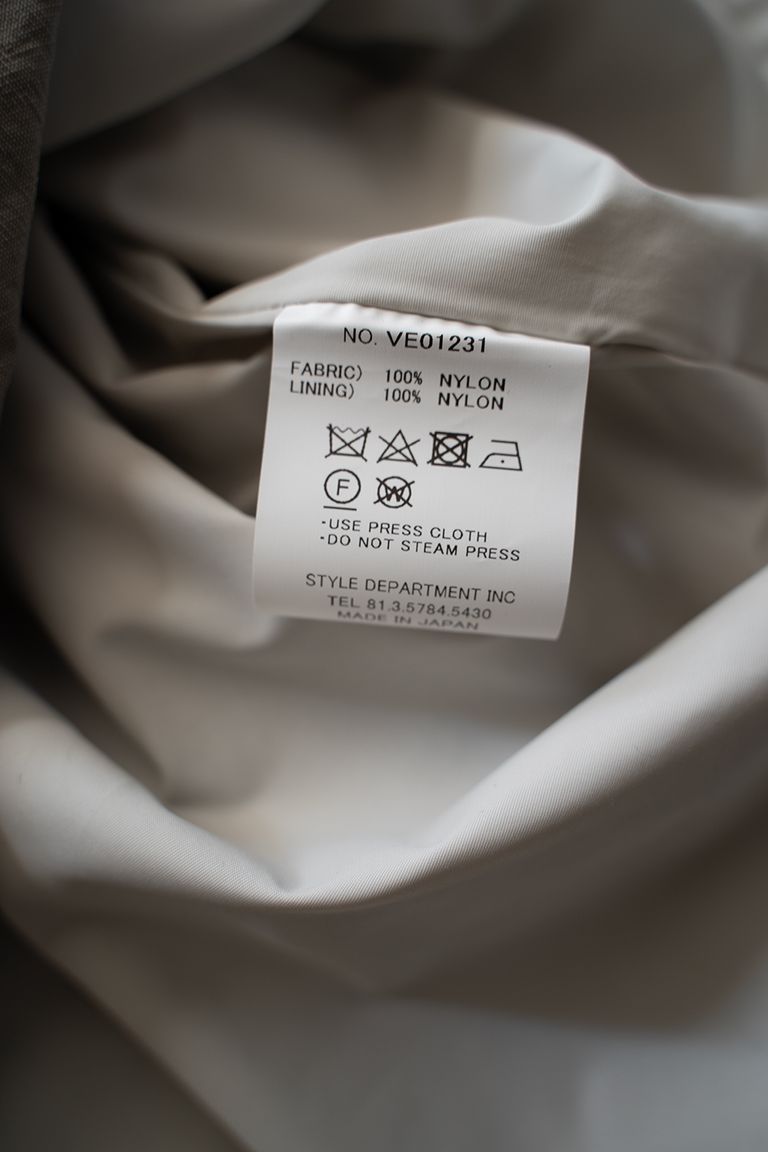 NO. VE01231
FABRIC) 100% NYLON
LINING) 100% NYLON
F W
-USE PRESS CLOTH
-DO NOT STEAM PRESS
STYLE DEPARTMENT INC
TEL 81.3.5784.5430
MADE IN JAPAN